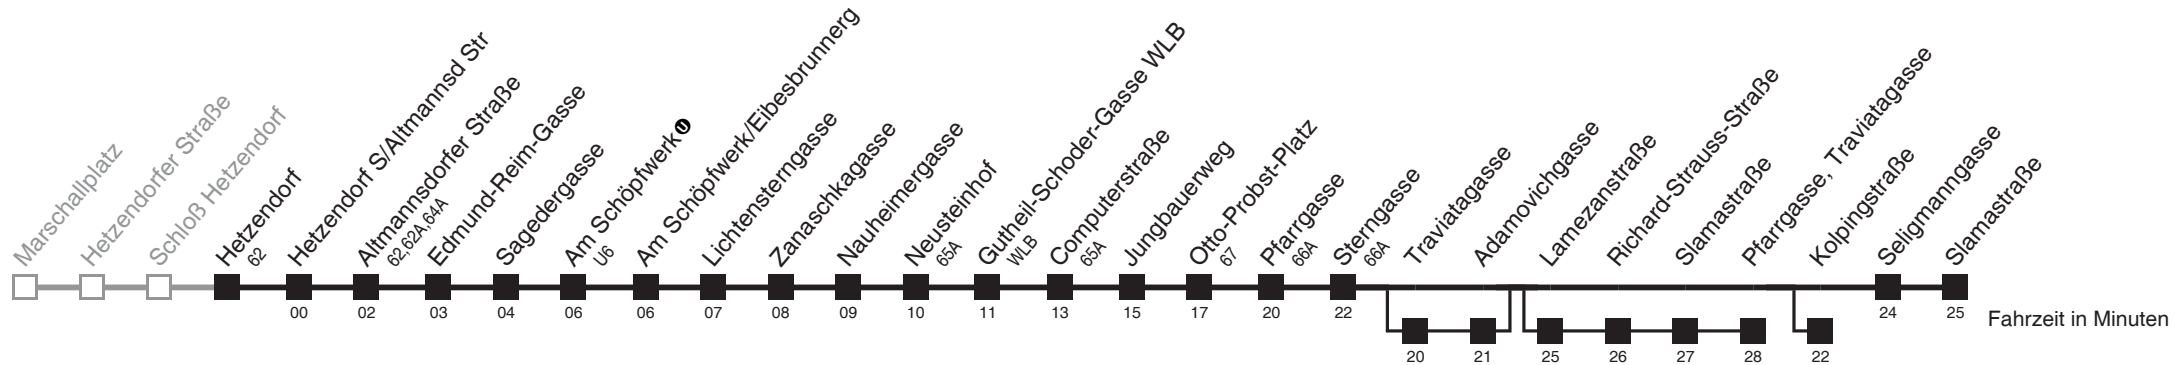 Marschallplatz
Hetzendorfer Straße
Schloß Hetzendorf
Hetzendorf
62
Hetzendorf S/Altmannsd Str
Altmannsdorfer Straße
62,62A,64A
Edmund-Reim-Gasse
Sagedergasse
Am Schöpfwerk U
U6
Am Schöpfwerk/Eibesbrunnerg
Lichtensterngasse
Zanaschkagasse
Nauheimergasse
Neusteinhof
65A
Gutheil-Schoder-Gasse WLB
WLB
Computerstraße
65A
Jungbauerweg
Otto-Probst-Platz
67
Pfarrgasse
66A
Sterngasse
66A
Traviatagasse
Adamovichgasse
Lamezanstraße
Richard-Strauss-Straße
Slamastraße
Pfarrgasse, Traviatagasse
Kolpingstraße
Seligmanngasse
Slamastraße
00 02 03 04 06 06 07 08 09 10 11 13 15 17 20 22 24 25
Fahrzeit in Minuten
20 21 25 26 27 28 22